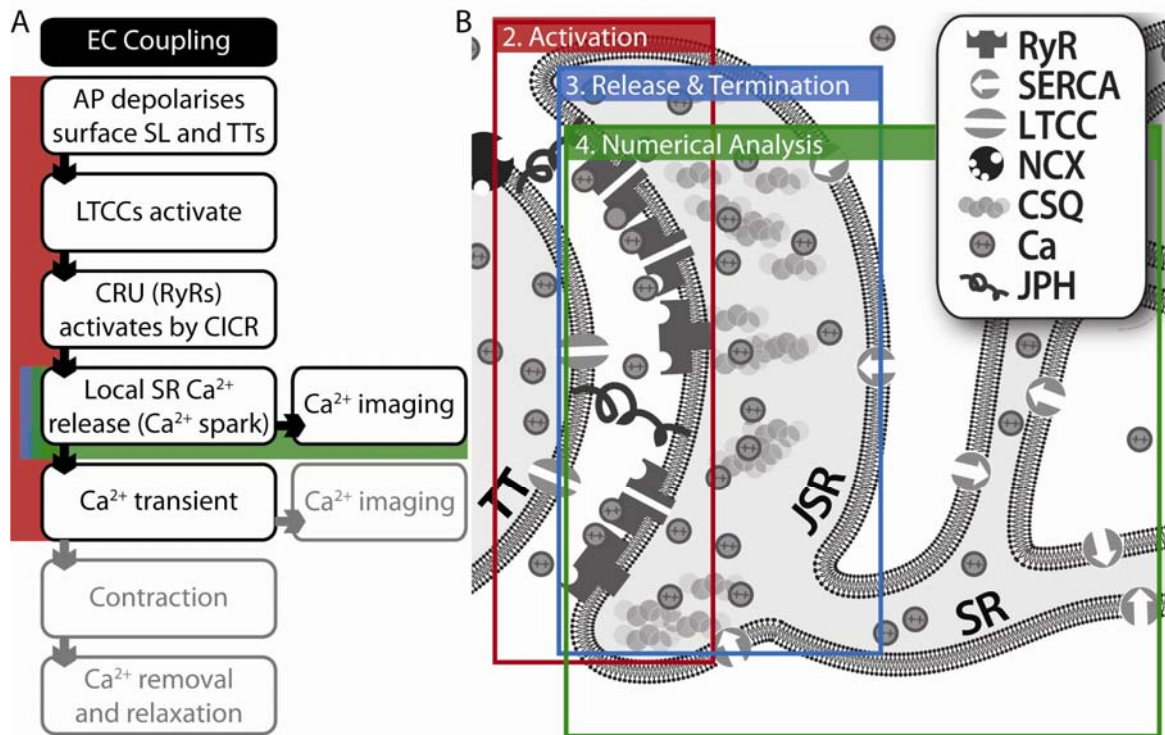 A
EC Coupling
AP depolarises
surface SL and TTs
LTCCs activate
CRU (RyRs)
activates by CICR
Local SR Ca²⁺
release (Ca²⁺ spark)
Ca²⁺ imaging
Ca²⁺ transient
Ca²⁺ imaging
Contraction
Ca²⁺ removal
and relaxation
B
2. Activation
3. Release & Termination
4. Numerical Analysis
RyR
SERCA
LTCC
NCX
CSQ
Ca
JPH
TT
JSR
SR